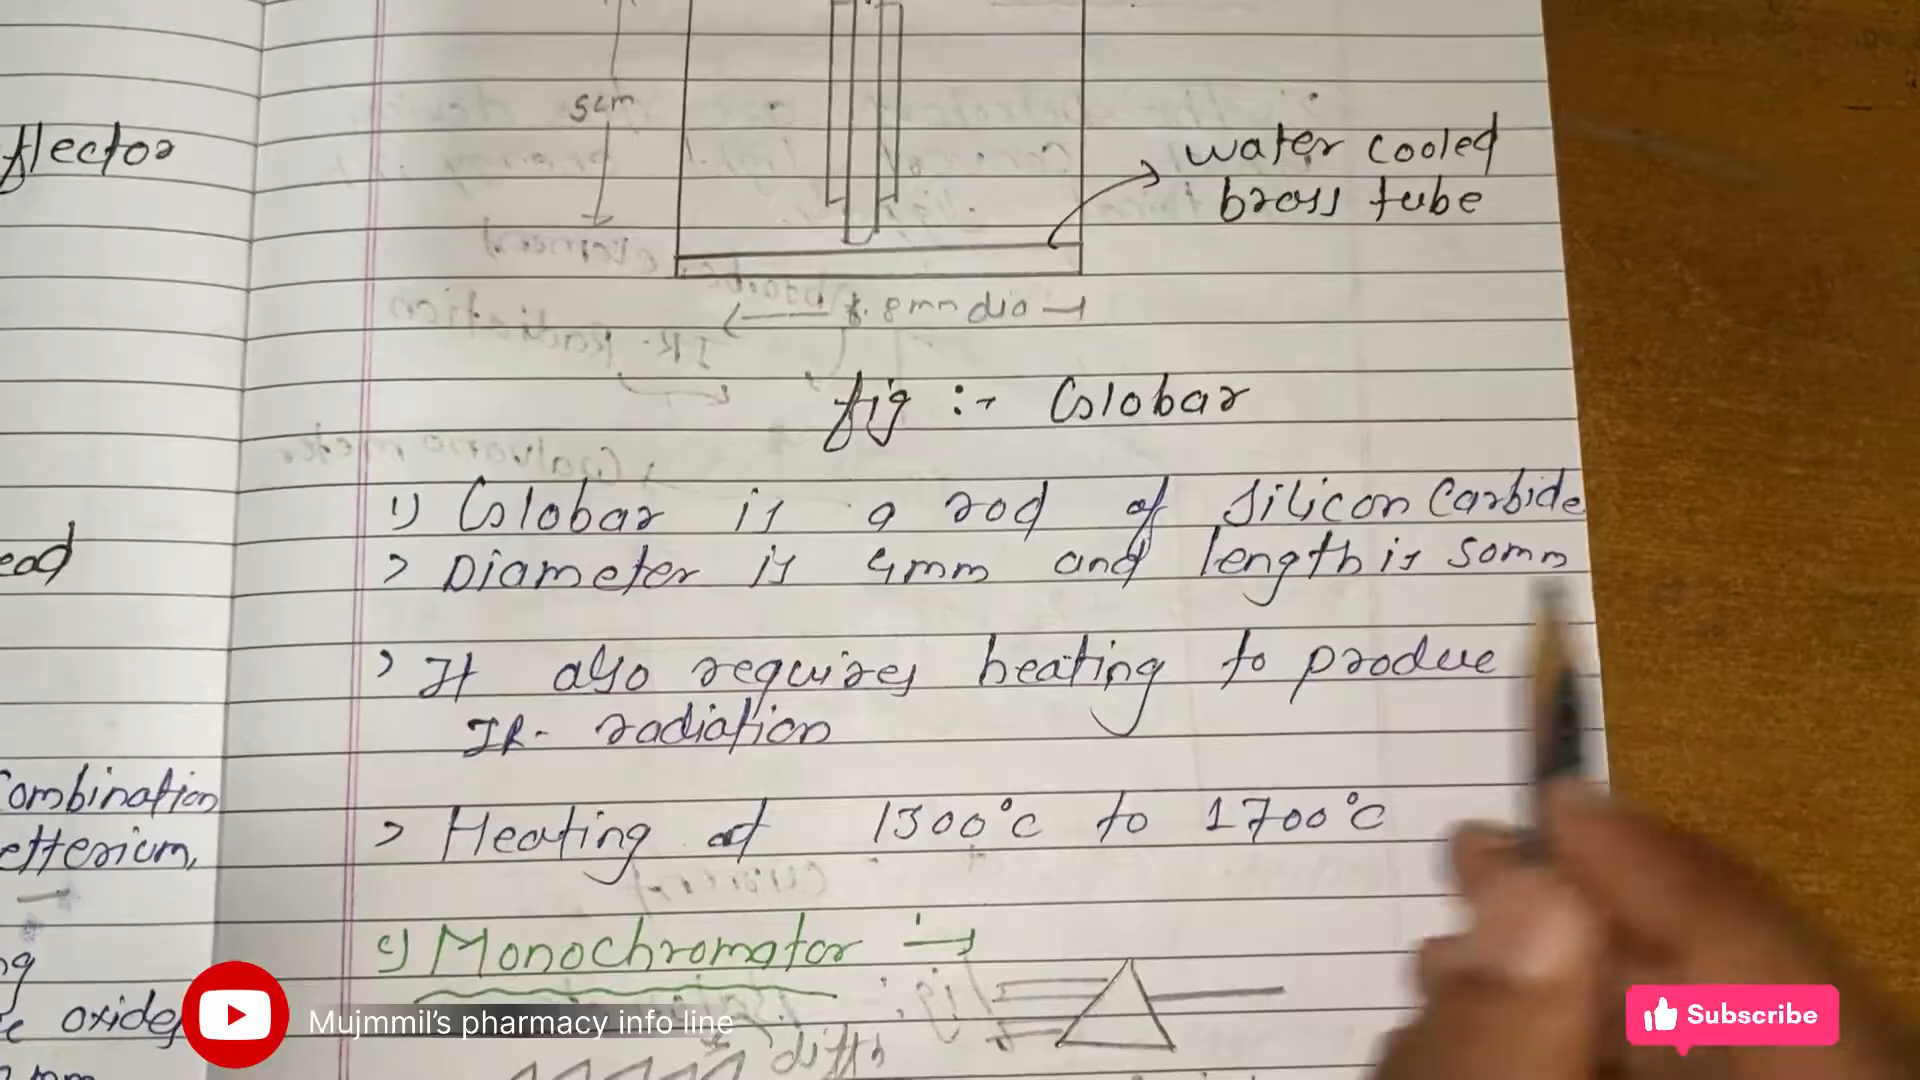 flector
5cm
water cooled
brass tube
fig :- Globar
1) Globar is a rod of Silicon Carbide
> Diameter is 4mm and length is 50mm
ead
> It also requires heating to produce
IR- radiation
> Heating at 1300°c to 1700°c
combination
etterium,
c) Monochromator :→
oxide
mm
Mujmmil’s pharmacy info line
Subscribe